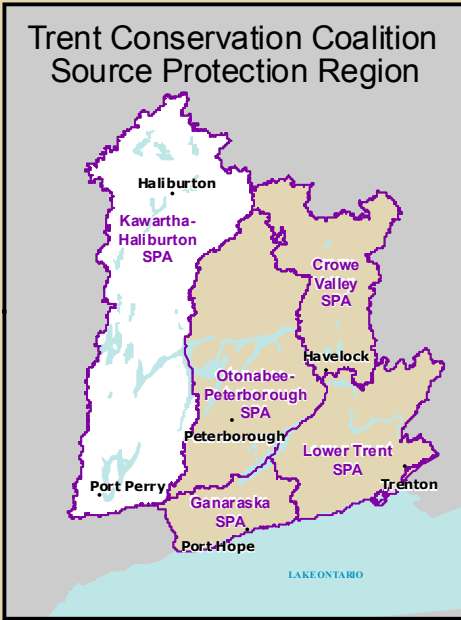 Trent Conservation Coalition
Source Protection Region
Haliburton
Kawartha-
Haliburton
SPA
Crowe
Valley
SPA
Havelock
Otonabee-
Peterborough
SPA
Peterborough
Lower Trent
SPA
Trenton
Port Perry
Ganaraska
SPA
Port Hope
LAKE ONTARIO